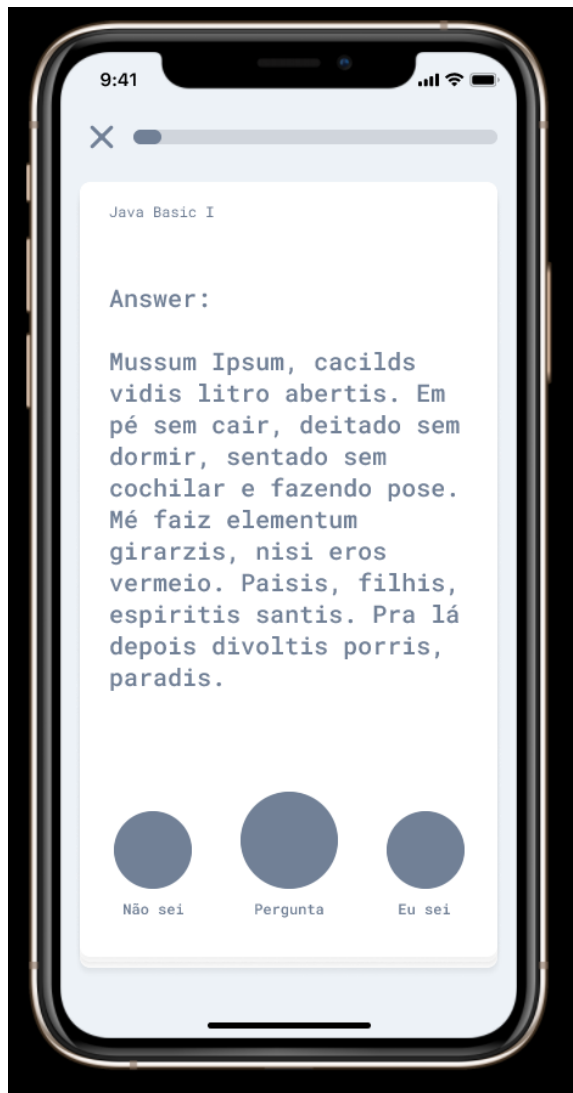 9:41
Java Basic I
Answer:
Mussum Ipsum, cacilds
vidis litro abertis. Em
pé sem cair, deitado sem
dormir, sentado sem
cochilar e fazendo pose.
Mé faiz elementum
girarzis, nisi eros
vermeio. Paisis, filhis,
espiritis santis. Pra lá
depois divoltis porris,
paradis.
Não sei
Pergunta
Eu sei